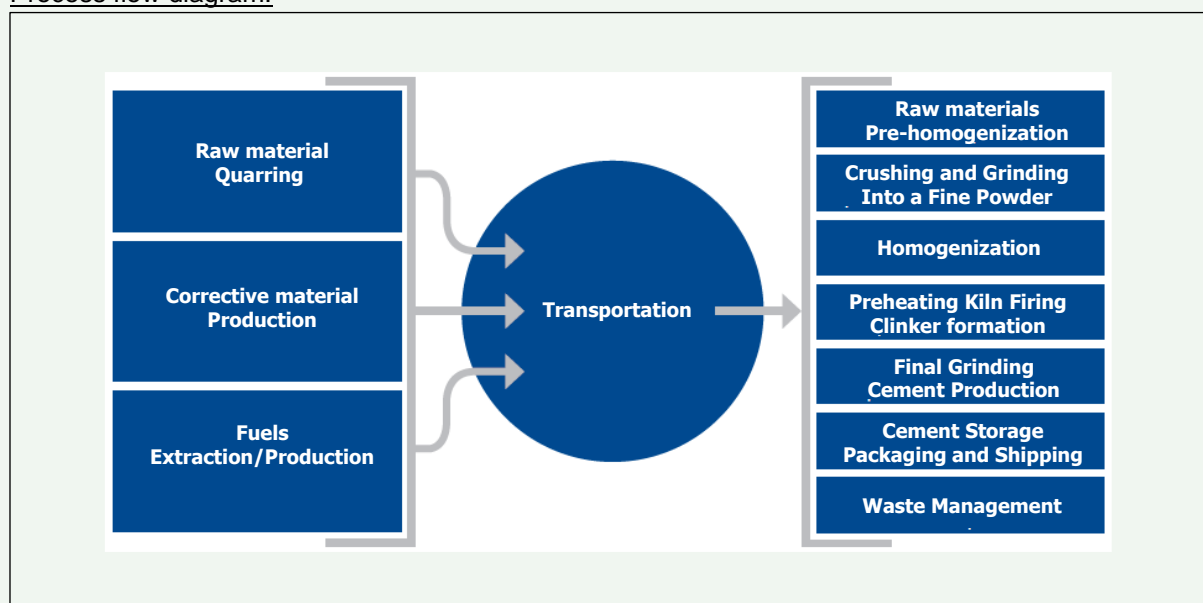 Process flow diagram:
Raw material
Quarring
Corrective material
Production
Fuels
Extraction/Production
Transportation
Raw materials
Pre-homogenization
Crushing and Grinding
Into a Fine Powder
Homogenization
Preheating Kiln Firing
Clinker formation
Final Grinding
Cement Production
Cement Storage
Packaging and Shipping
Waste Management